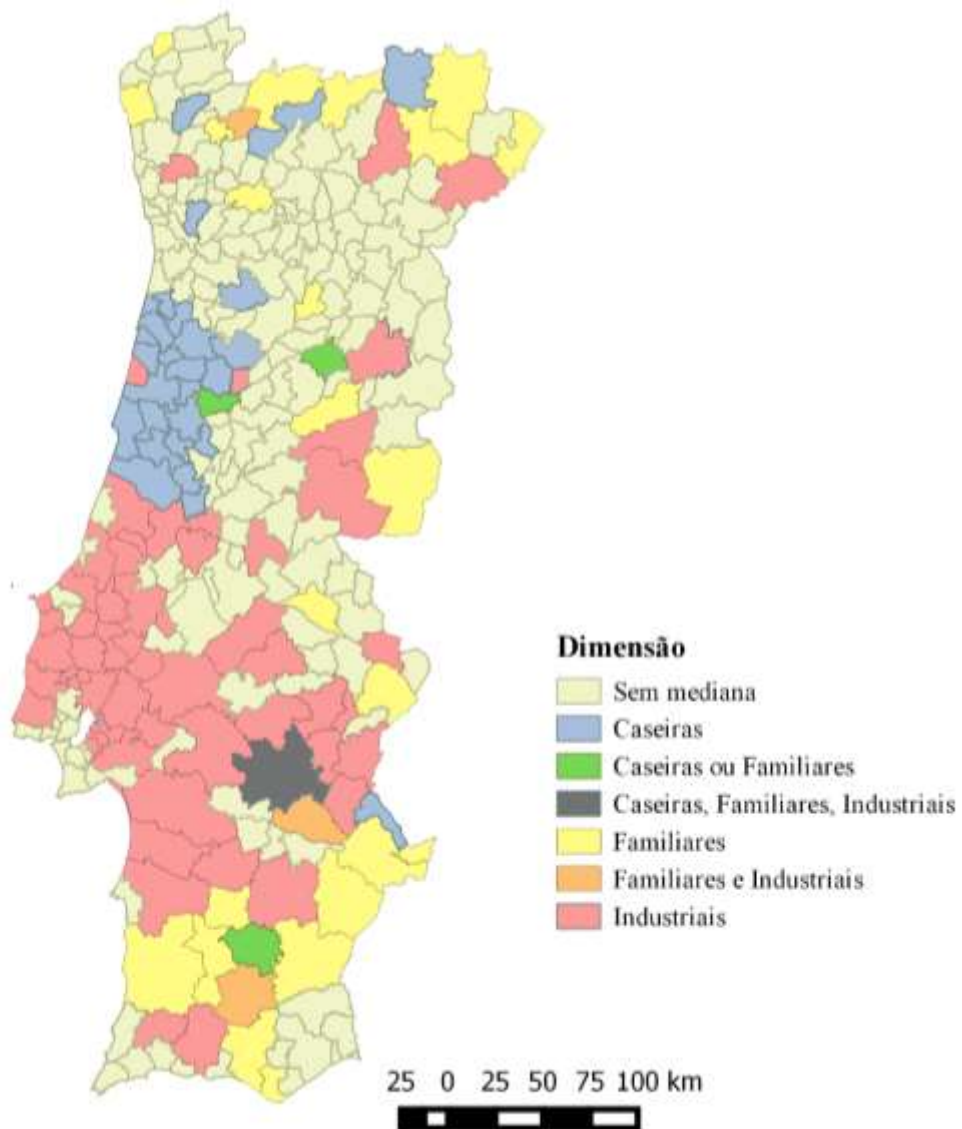 Dimensão
Sem mediana
Caseiras
Caseiras ou Familiares
Caseiras, Familiares, Industriais
Familiares
Familiares e Industriais
Industriais
25 0 25 50 75 100 km